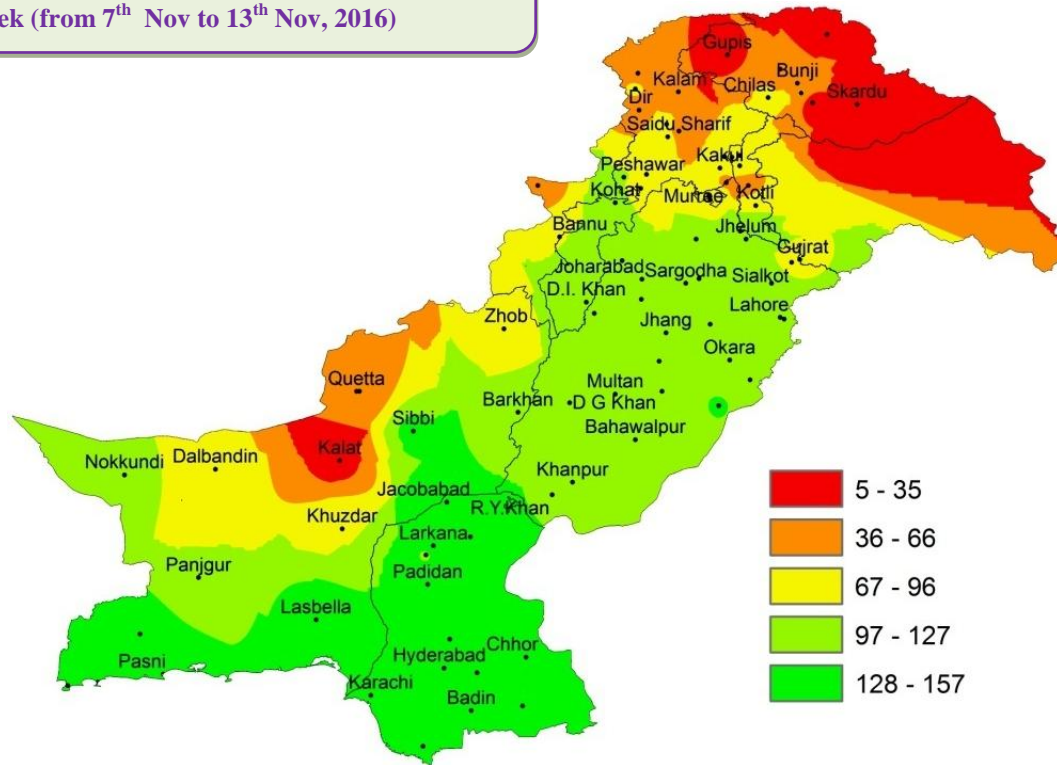 ek (from 7th Nov to 13th Nov, 2016)
Gupis
Bunji
Kalam
Chilas
Skardu
Dir
Saidu Sharif
Kakul
Peshawar
Kohat
Murree
Kotli
Bannu
Jhelum
Gujrat
Joharabad
Sargodha
Sialkot
D.I. Khan
Lahore
Zhob
Jhang
Okara
Quetta
Multan
Barkhan
D G Khan
Sibbi
Bahawalpur
Kalat
Nokkundi
Dalbandin
Khanpur
Jacobabad
R.Y.Khan
Khuzdar
Larkana
Panjgur
Padidan
Lasbella
Chhor
Hyderabad
Pasni
Karachi
Badin
5 - 35
36 - 66
67 - 96
97 - 127
128 - 157